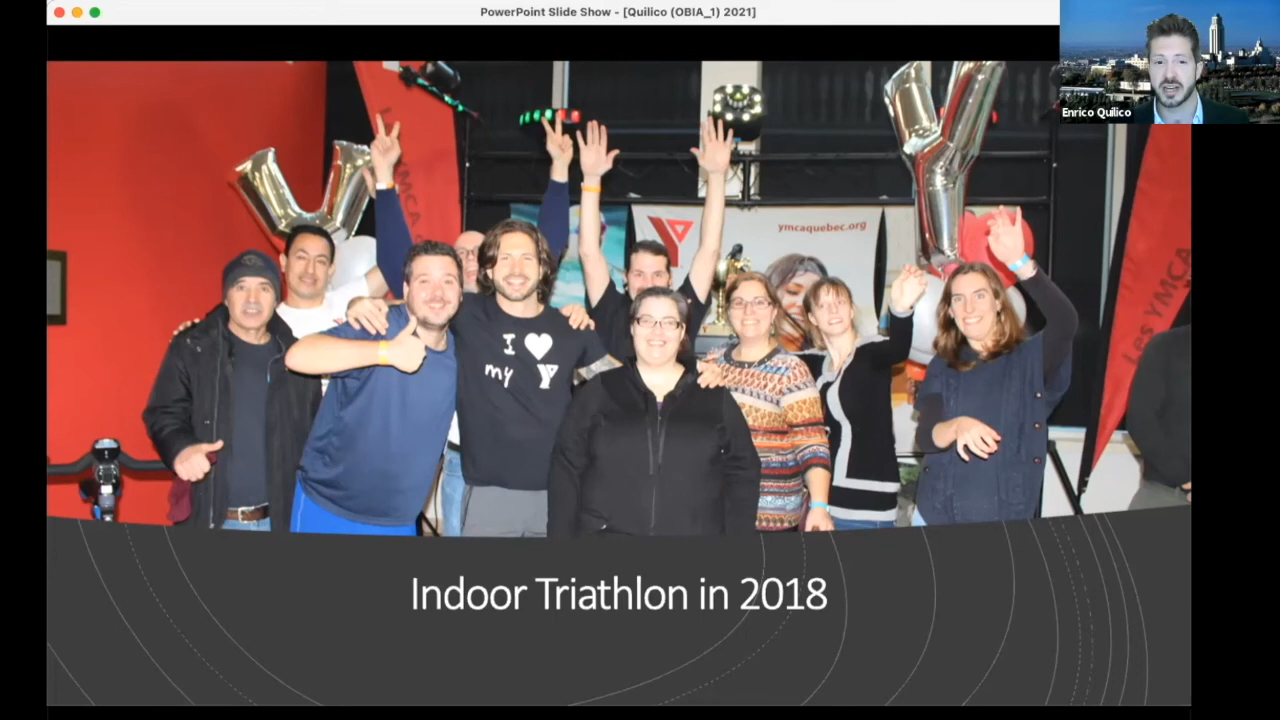 PowerPoint Slide Show - [Quilico (OBIA_1) 2021]
Enrico Quilico
ymcaquebec.org
I
my
Les YMCA
Indoor Triathlon in 2018